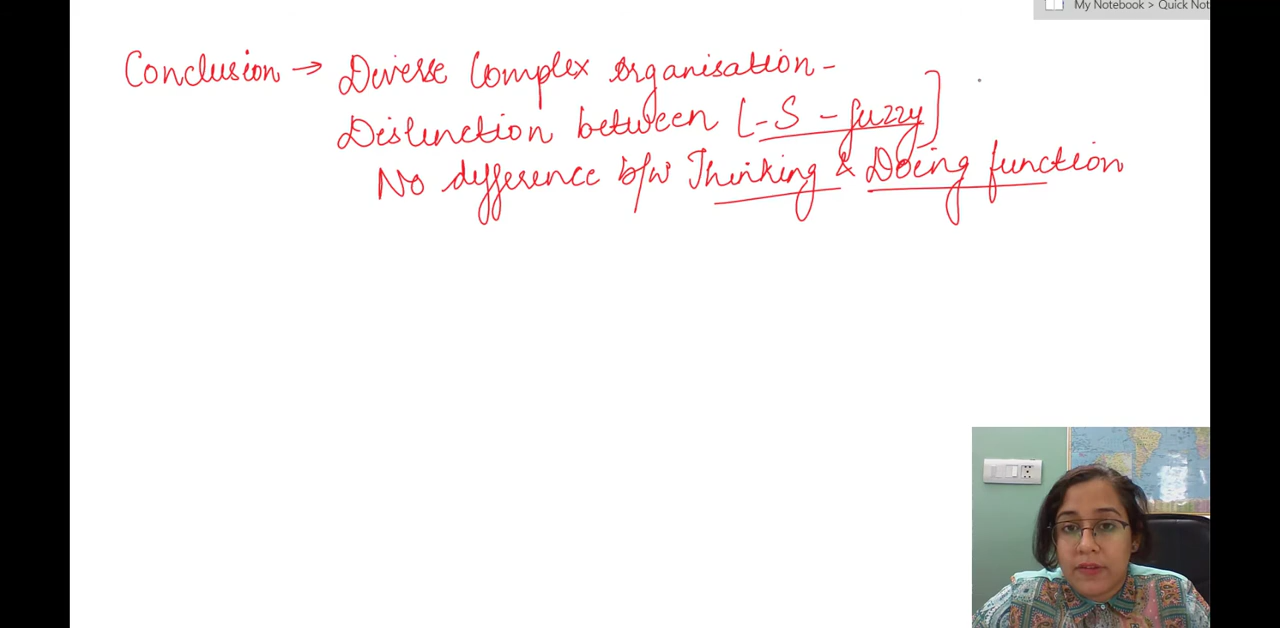 My Notebook > Quick Not
Conclusion → Diverse Complex organisation -
Distinction between L - S - fuzzy]
No difference b/w Thinking & Doing function